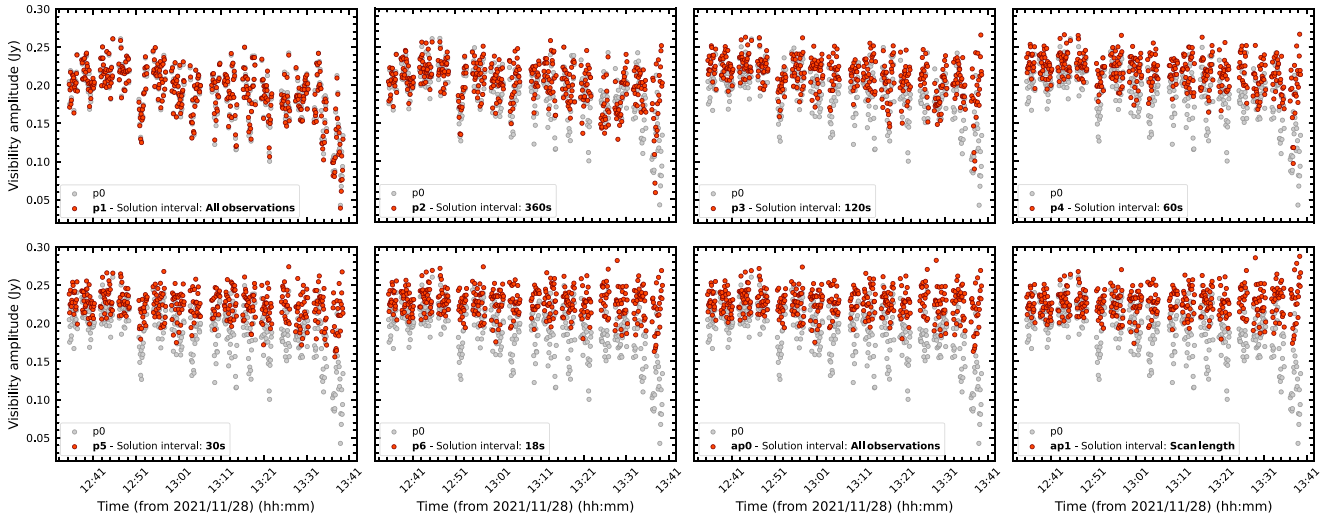 Visibility amplitude (Jy)
0.30
0.25
0.20
0.15
0.10
0.05
p0
p1 - Solution interval: All observations
p0
p2 - Solution interval: 360s
p0
p3 - Solution interval: 120s
p0
p4 - Solution interval: 60s
Visibility amplitude (Jy)
0.30
0.25
0.20
0.15
0.10
0.05
p0
p5 - Solution interval: 30s
p0
p6 - Solution interval: 18s
p0
ap0 - Solution interval: All observations
p0
ap1 - Solution interval: Scan length
12:41 12:51 13:01 13:11 13:21 13:31 13:41
12:41 12:51 13:01 13:11 13:21 13:31 13:41
12:41 12:51 13:01 13:11 13:21 13:31 13:41
12:41 12:51 13:01 13:11 13:21 13:31 13:41
Time (from 2021/11/28) (hh:mm)
Time (from 2021/11/28) (hh:mm)
Time (from 2021/11/28) (hh:mm)
Time (from 2021/11/28) (hh:mm)